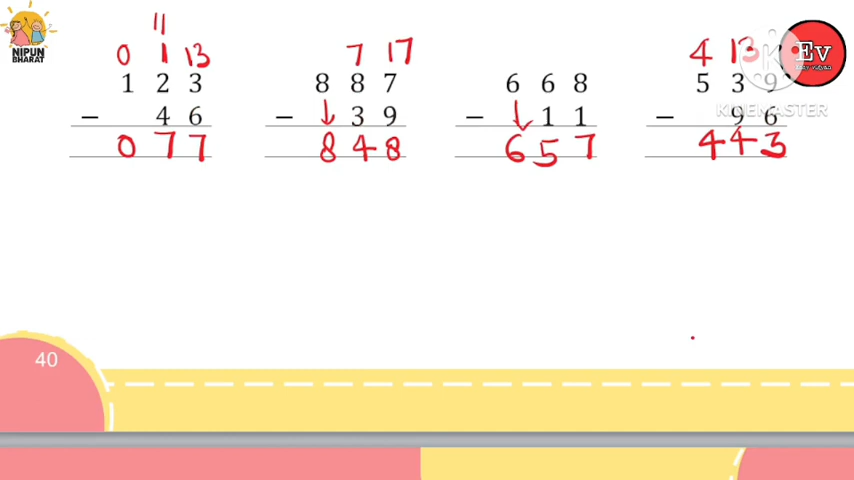 NIPUN
BHARAT
11
0 1 13
7 17
4 13
Ev
1 2 3
8 8 7
6 6 8
5 3 9
− 4 6
− ↓ 3 9
− ↓ 1 1
− 9 6
KINEMASTER
0 7 7
8 4 8
6 5 7
4 4 3
40